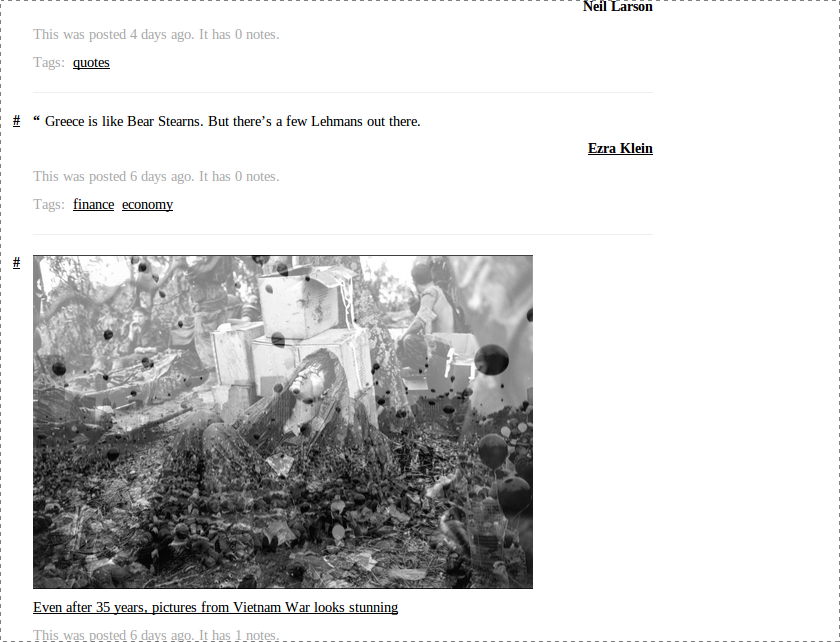 Neil Larson
This was posted 4 days ago. It has 0 notes.
Tags: quotes
# “ Greece is like Bear Stearns. But there’s a few Lehmans out there.
Ezra Klein
This was posted 6 days ago. It has 0 notes.
Tags: finance economy
#
Even after 35 years, pictures from Vietnam War looks stunning
This was posted 6 days ago. It has 1 notes.